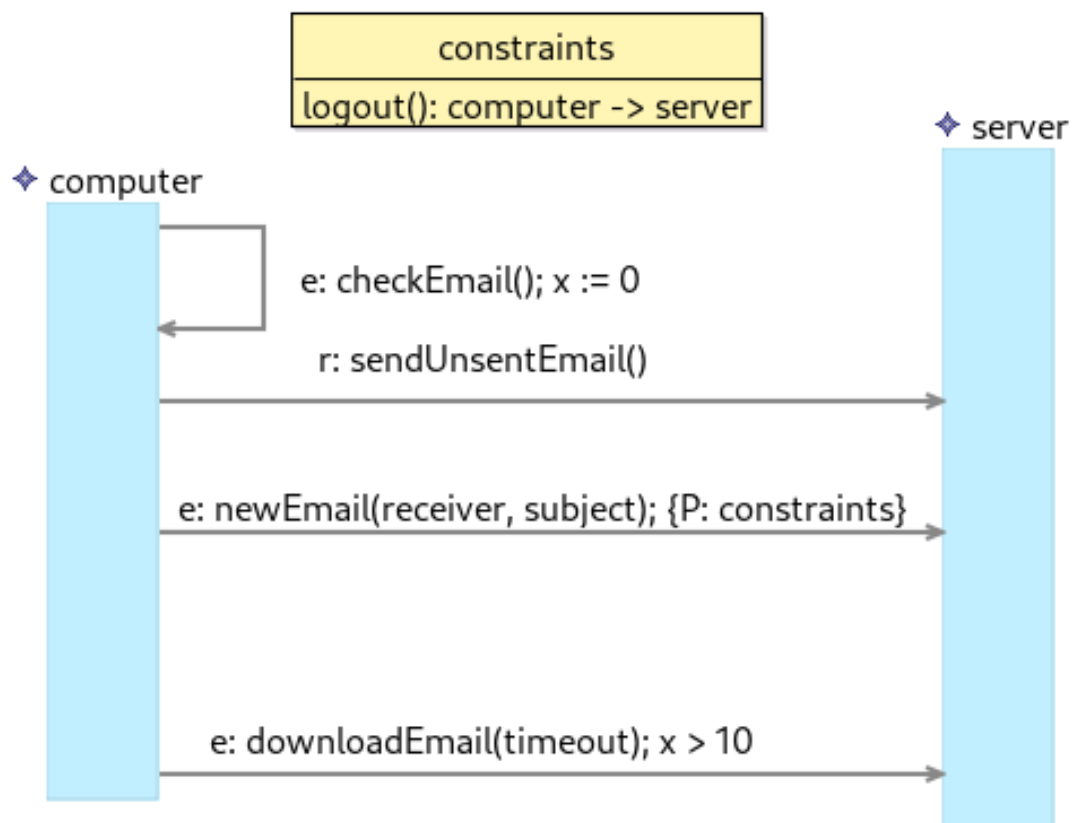 constraints
logout(): computer -> server
server
computer
e: checkEmail(); x := 0
r: sendUnsentEmail()
e: newEmail(receiver, subject); {P: constraints}
e: downloadEmail(timeout); x > 10